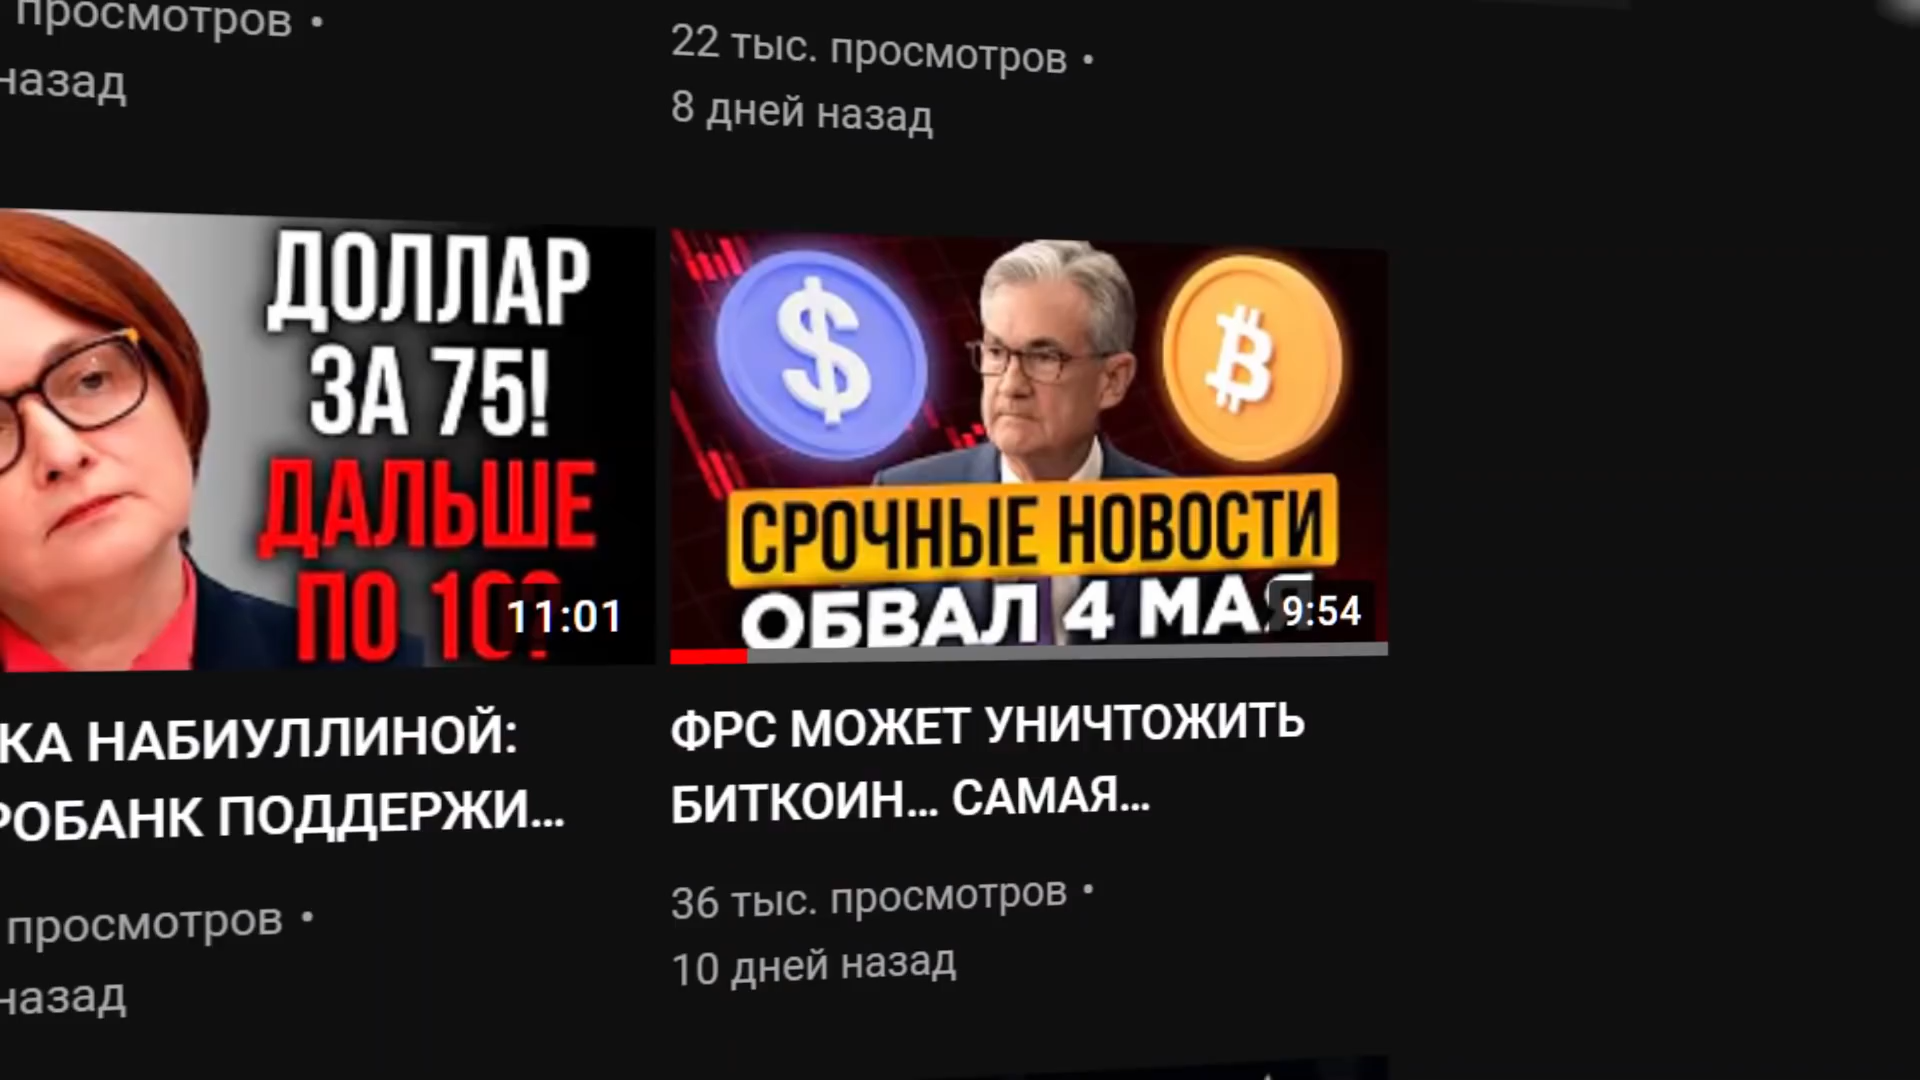 просмотров •
назад
22 тыс. просмотров •
8 дней назад
ДОЛЛАР
ЗА 75!
ДАЛЬШЕ
ПО
11:01
СРОЧНЫЕ НОВОСТИ
ОБВАЛ 4 МАЯ
9:54
КА НАБИУЛЛИНОЙ:
РОБАНК ПОДДЕРЖИ...
просмотров •
назад
ФРС МОЖЕТ УНИЧТОЖИТЬ
БИТКОИН... САМАЯ...
36 тыс. просмотров •
10 дней назад